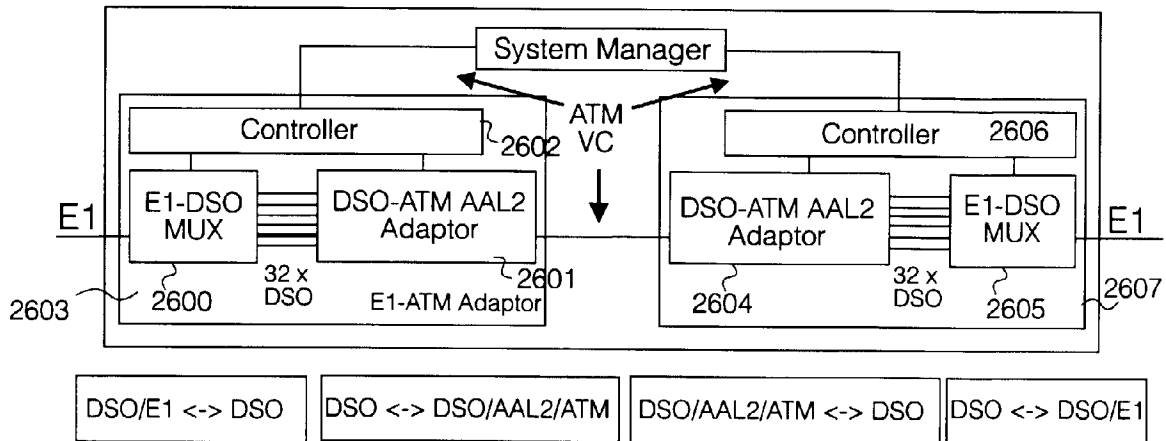 System Manager
ATM
VC
Controller
2602
Controller
2606
E1
E1-DSO
MUX
DSO-ATM AAL2
Adaptor
DSO-ATM AAL2
Adaptor
E1-DSO
MUX
E1
32 x
DSO
2601
32 x
DSO
2603
2600
E1-ATM Adaptor
2604
2605
2607
DSO/E1 <-> DSO
DSO <-> DSO/AAL2/ATM
DSO/AAL2/ATM <-> DSO
DSO <-> DSO/E1